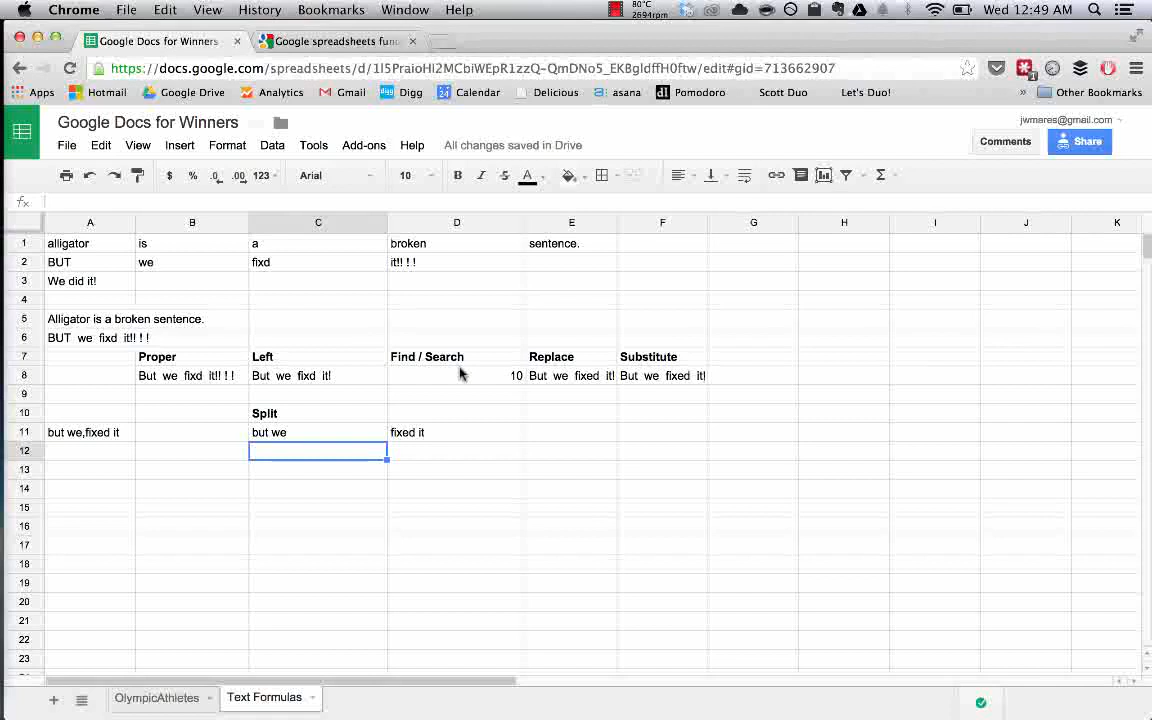 Chrome File Edit View History Bookmarks Window Help 80°C 2694rpm Wed 12:49 AM
Google Docs for Winners Google spreadsheets fun
https://docs.google.com/spreadsheets/d/1l5PraioHI2MCbiWEpR1zzQ-QmDNo5_EKBgldffH0ftw/edit#gid=713662907
Apps Hotmail Google Drive Analytics Gmail Digg 24 Calendar Delicious asana Pomodoro Scott Duo Let's Duo! » Other Bookmarks
Google Docs for Winners jwmares@gmail.com
File Edit View Insert Format Data Tools Add-ons Help All changes saved in Drive Comments Share
$ % .0 .00 123 Arial 10 B I S A Σ
fx
A B C D E F G H I J K
1 alligator is a broken sentence.
2 BUT we fixd it!! ! !
3 We did it!
4
5 Alligator is a broken sentence.
6 BUT we fixd it!! ! !
7 Proper Left Find / Search Replace Substitute
8 But we fixd it!! ! ! But we fixd it! 10 But we fixed it! But we fixed it!
9
10 Split
11 but we,fixed it but we fixed it
12
13
14
15
16
17
18
19
20
21
22
23
+ OlympicAthletes Text Formulas